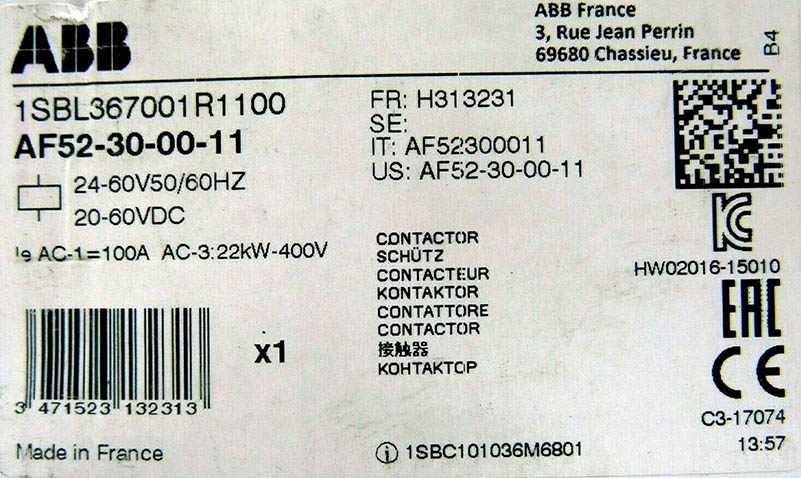 ABB
ABB France
3, Rue Jean Perrin
69680 Chassieu, France
B4
1SBL367001R1100
AF52-30-00-11
24-60V50/60HZ
20-60VDC
Ie AC-1=100A AC-3:22kW-400V
FR: H313231
SE:
IT: AF52300011
US: AF52-30-00-11
CONTACTOR
SCHÜTZ
CONTACTEUR
KONTAKTOR
CONTATTORE
CONTACTOR
接触器
КОНТАКТОР
KC
HW02016-15010
EAC
CE
C3-17074
13:57
x1
3 471523 132313
Made in France
i 1SBC101036M6801